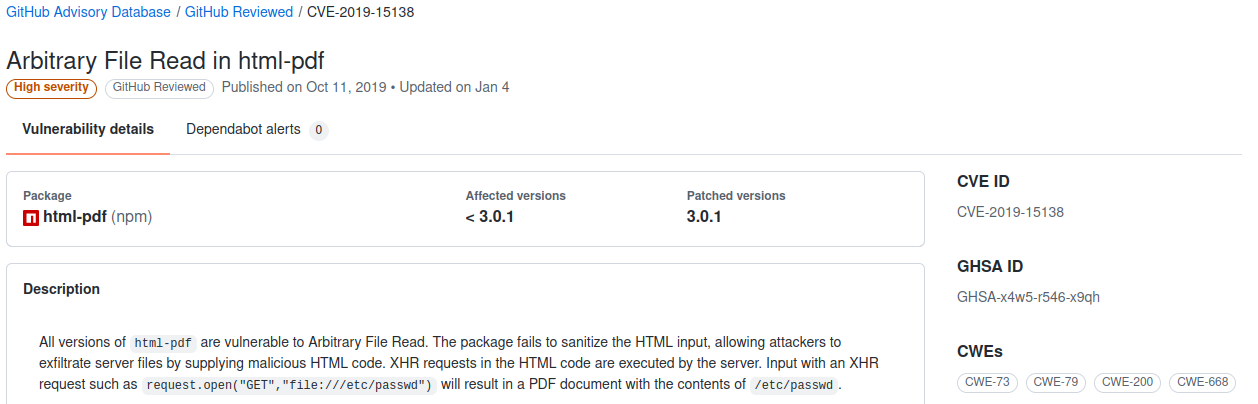 GitHub Advisory Database / GitHub Reviewed / CVE-2019-15138
Arbitrary File Read in html-pdf
High severity GitHub Reviewed Published on Oct 11, 2019 • Updated on Jan 4
Vulnerability details Dependabot alerts 0
Package Affected versions Patched versions
html-pdf (npm) < 3.0.1 3.0.1
Description
All versions of html-pdf are vulnerable to Arbitrary File Read. The package fails to sanitize the HTML input, allowing attackers to
exfiltrate server files by supplying malicious HTML code. XHR requests in the HTML code are executed by the server. Input with an XHR
request such as request.open("GET","file:///etc/passwd") will result in a PDF document with the contents of /etc/passwd.
CVE ID
CVE-2019-15138
GHSA ID
GHSA-x4w5-r546-x9qh
CWEs
CWE-73 CWE-79 CWE-200 CWE-668